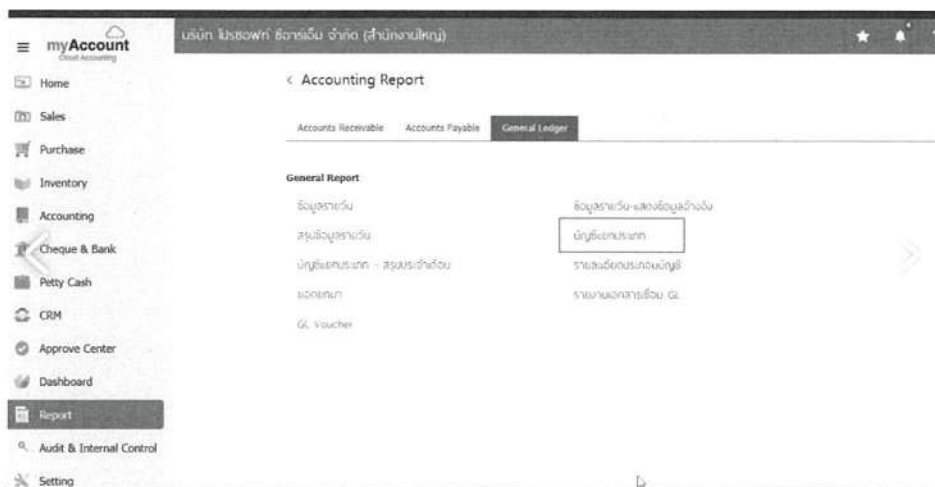 myAccount
Cloud Accounting
บริษัท โปรซอฟท์ ซีอาร์เอ็ม จำกัด (สำนักงานใหญ่)
Home
Sales
Purchase
Inventory
Accounting
Cheque & Bank
Petty Cash
CRM
Approve Center
Dashboard
Report
Audit & Internal Control
Setting
< Accounting Report
Accounts Receivable
Accounts Payable
General Ledger
General Report
ข้อมูลรายวัน
ข้อมูลรายวัน-แสดงข้อมูลอ้างอิง
สรุปข้อมูลรายวัน
บัญชีแยกประเภท
บัญชีแยกประเภท - สรุปประจำเดือน
รายละเอียดประกอบบัญชี
ยอดยกมา
รายงานเอกสารเชื่อม GL
GL Voucher